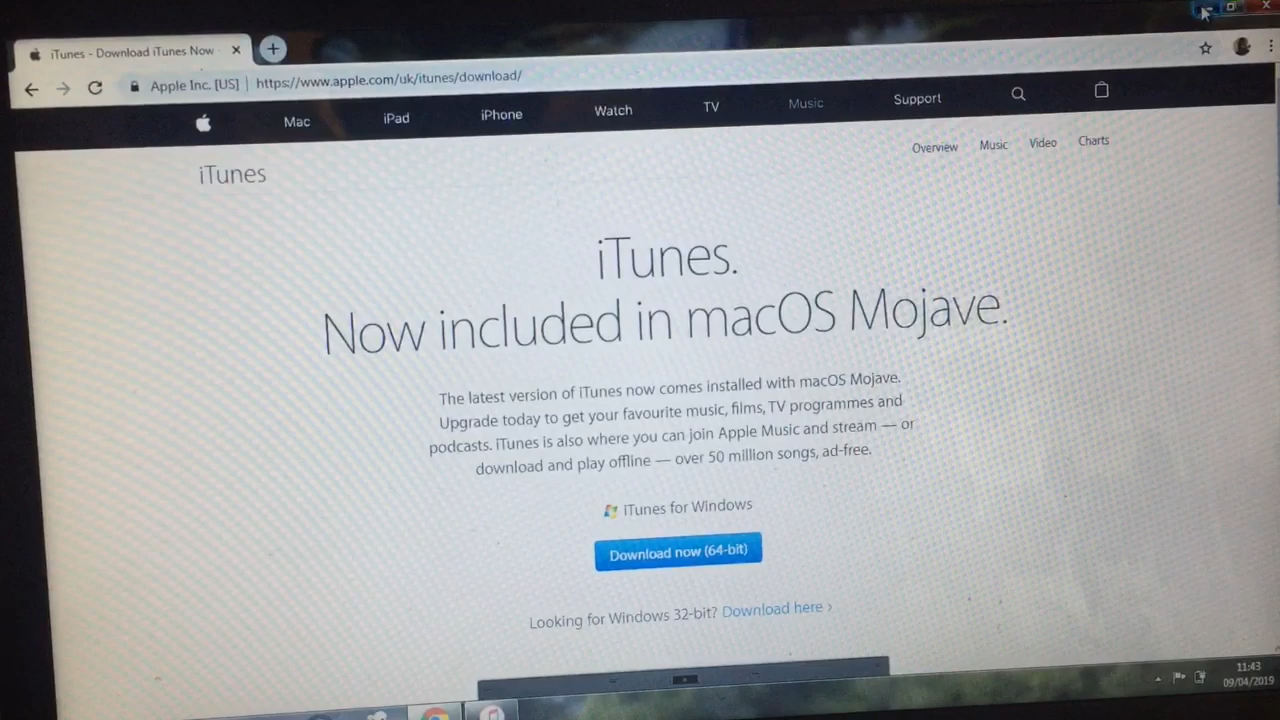 iTunes - Download iTunes Now
Apple Inc. [US] | https://www.apple.com/uk/itunes/download/
Mac iPad iPhone Watch TV Music Support
iTunes
Overview Music Video Charts
iTunes.
Now included in macOS Mojave.
The latest version of iTunes now comes installed with macOS Mojave.
Upgrade today to get your favourite music, films, TV programmes and
podcasts. iTunes is also where you can join Apple Music and stream — or
download and play offline — over 50 million songs, ad-free.
iTunes for Windows
Download now (64-bit)
Looking for Windows 32-bit? Download here ›
11:43
09/04/2019